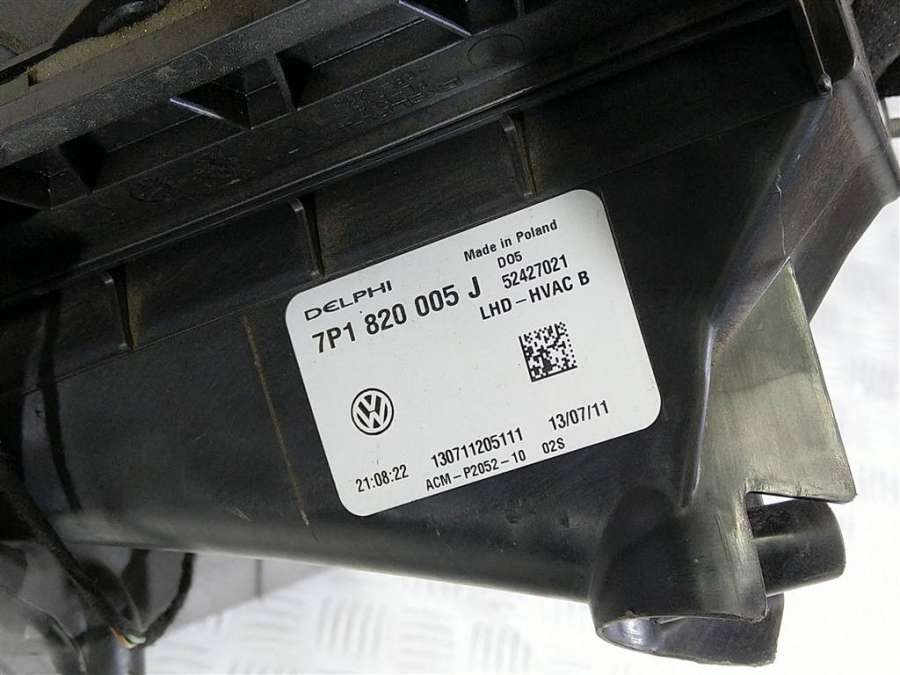 Made in Poland
DELPHI
D05
7P1 820 005 J
52427021
LHD-HVAC B
VW
21:08:22
130711205111
13/07/11
ACM-P2052-10
02S